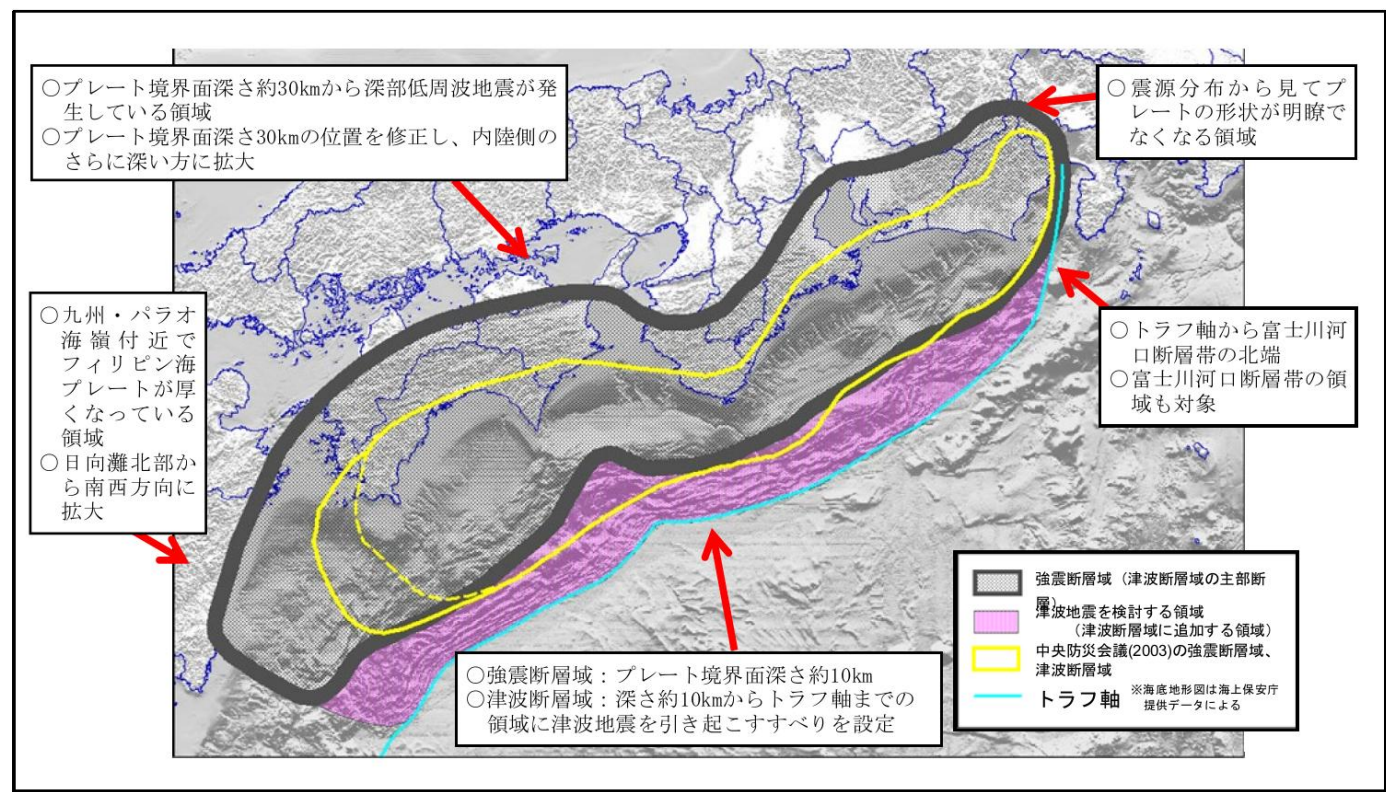 ○プレート境界面深さ約30kmから深部低周波地震が発
生している領域
○プレート境界面深さ30kmの位置を修正し、内陸側の
さらに深い方に拡大
○震源分布から見てプ
レートの形状が明瞭で
なくなる領域
○九州・パラオ
海嶺付近で
フィリピン海
プレートが厚
くなっている
領域
○日向灘北部か
ら南西方向に
拡大
○トラフ軸から富士川河
口断層帯の北端
○富士川河口断層帯の領
域も対象
○強震断層域：プレート境界面深さ約10km
○津波断層域：深さ約10kmからトラフ軸までの
領域に津波地震を引き起こすすべりを設定
強震断層域（津波断層域の主部断
層）
津波地震を検討する領域
（津波断層域に追加する領域）
中央防災会議(2003)の強震断層域、
津波断層域
トラフ軸
※海底地形図は海上保安庁
提供データによる